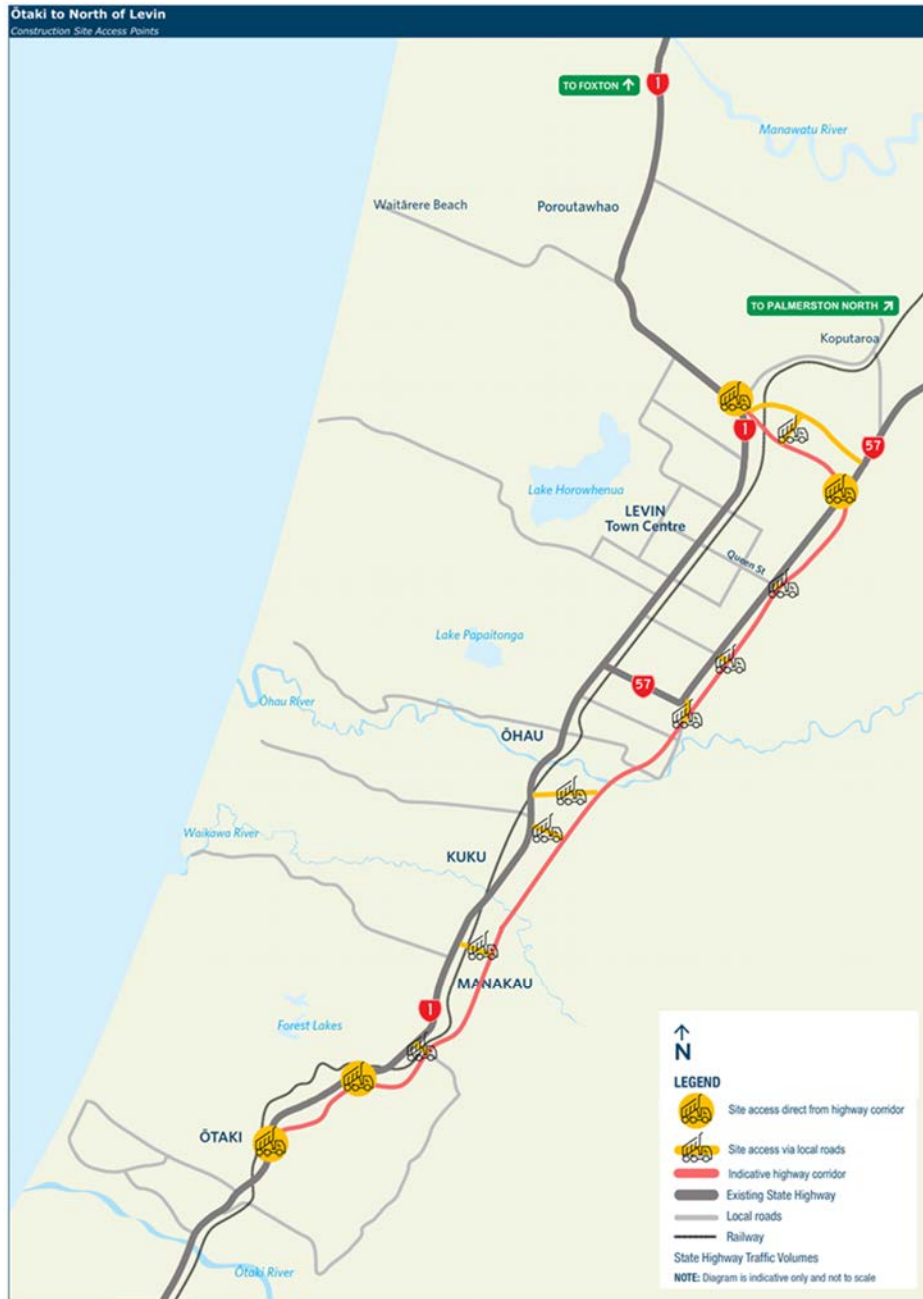 Ōtaki to North of Levin
Construction Site Access Points
TO FOXTON
1
Manawatu River
Waitārere Beach
Poroutawhao
TO PALMERSTON NORTH
Koputaroa
1
57
Lake Horowhenua
LEVIN
Town Centre
Queen St
Lake Papaitonga
57
Ōhau River
ŌHAU
Waikawa River
KUKU
MANAKAU
1
Forest Lakes
ŌTAKI
Ōtaki River
N
LEGEND
Site access direct from highway corridor
Site access via local roads
Indicative highway corridor
Existing State Highway
Local roads
Railway
State Highway Traffic Volumes
NOTE: Diagram is indicative only and not to scale